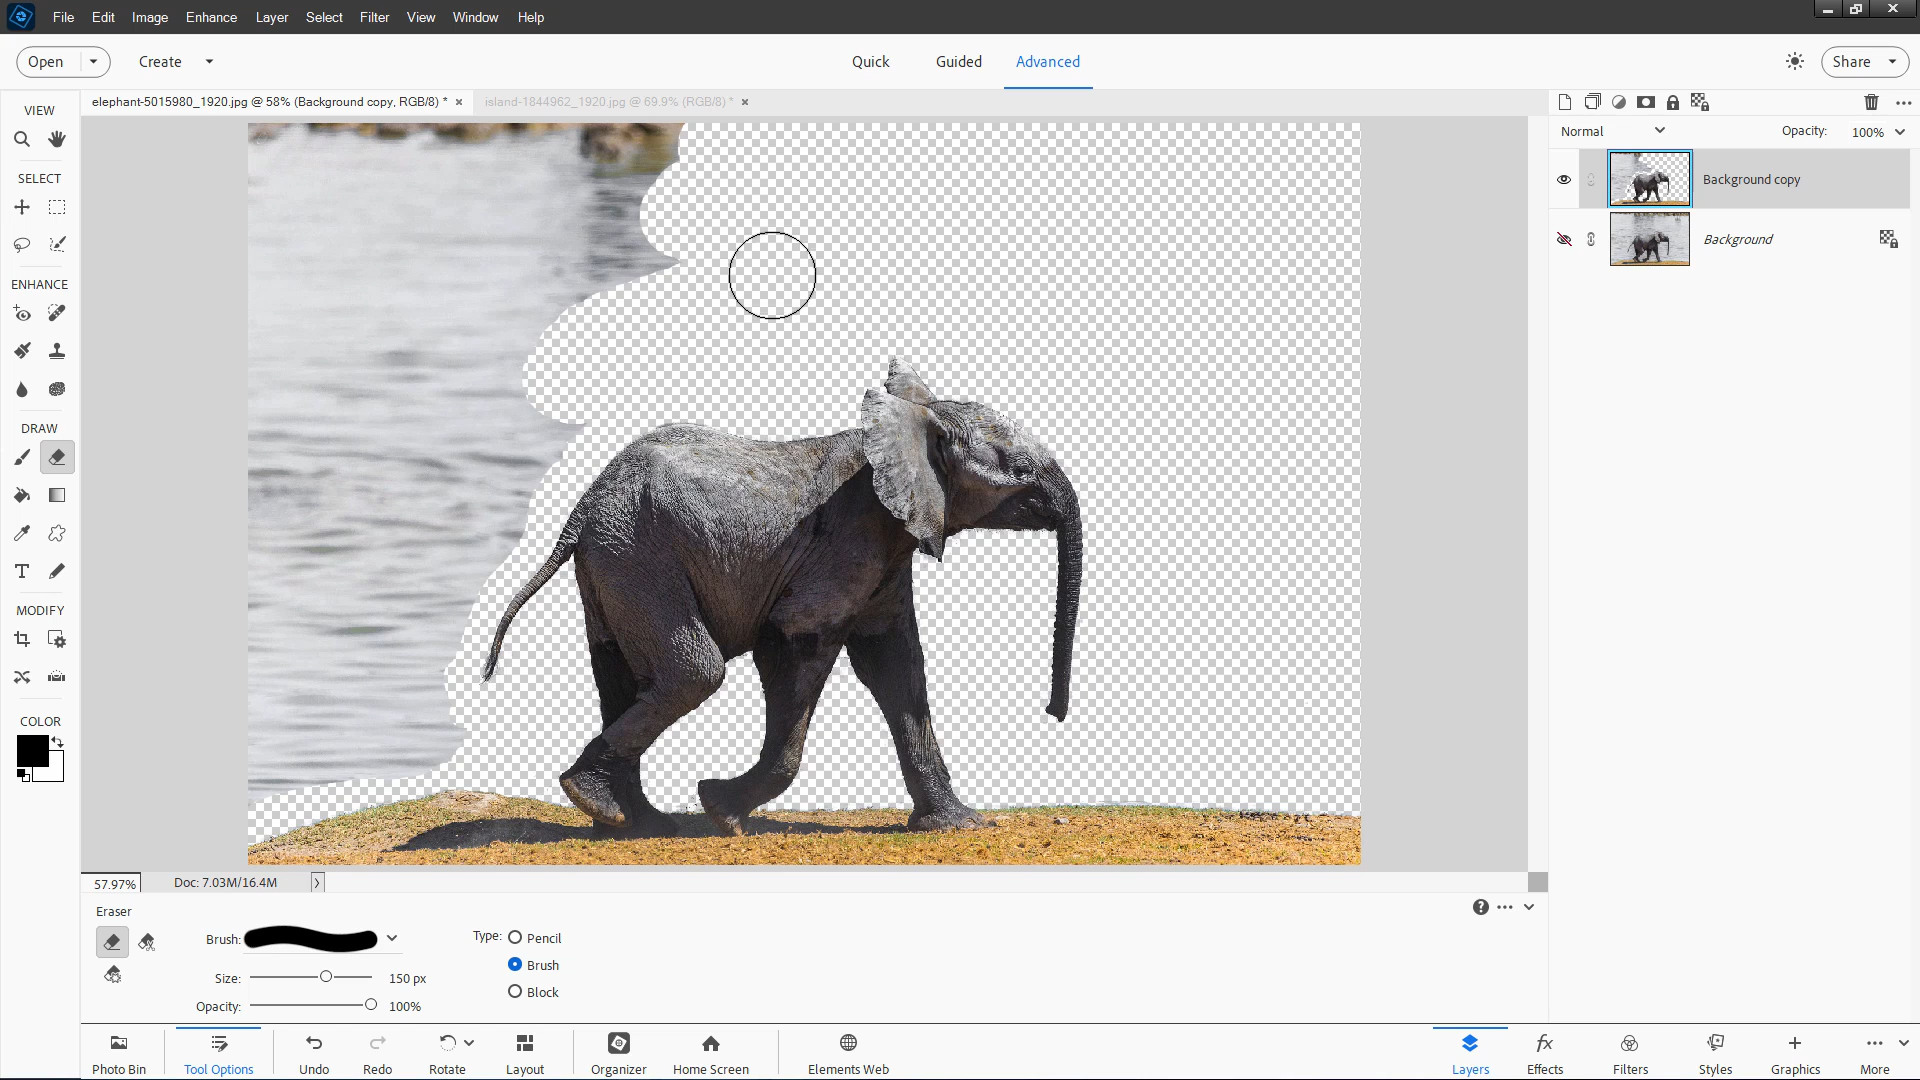 File Edit Image Enhance Layer Select Filter View Window Help
Open Create Quick Guided Advanced Share
VIEW
elephant-5015980_1920.jpg @ 58% (Background copy, RGB/8) * island-1844962_1920.jpg @ 69.9% (RGB/8) *
Normal Opacity: 100%
SELECT
Background copy
Background
ENHANCE
DRAW
MODIFY
COLOR
57.97% Doc: 7.03M/16.4M
Eraser
Brush: Type: Pencil
Brush
Size: 150 px
Block
Opacity: 100%
Photo Bin Tool Options Undo Redo Rotate Layout Organizer Home Screen Elements Web Layers Effects Filters Styles Graphics More